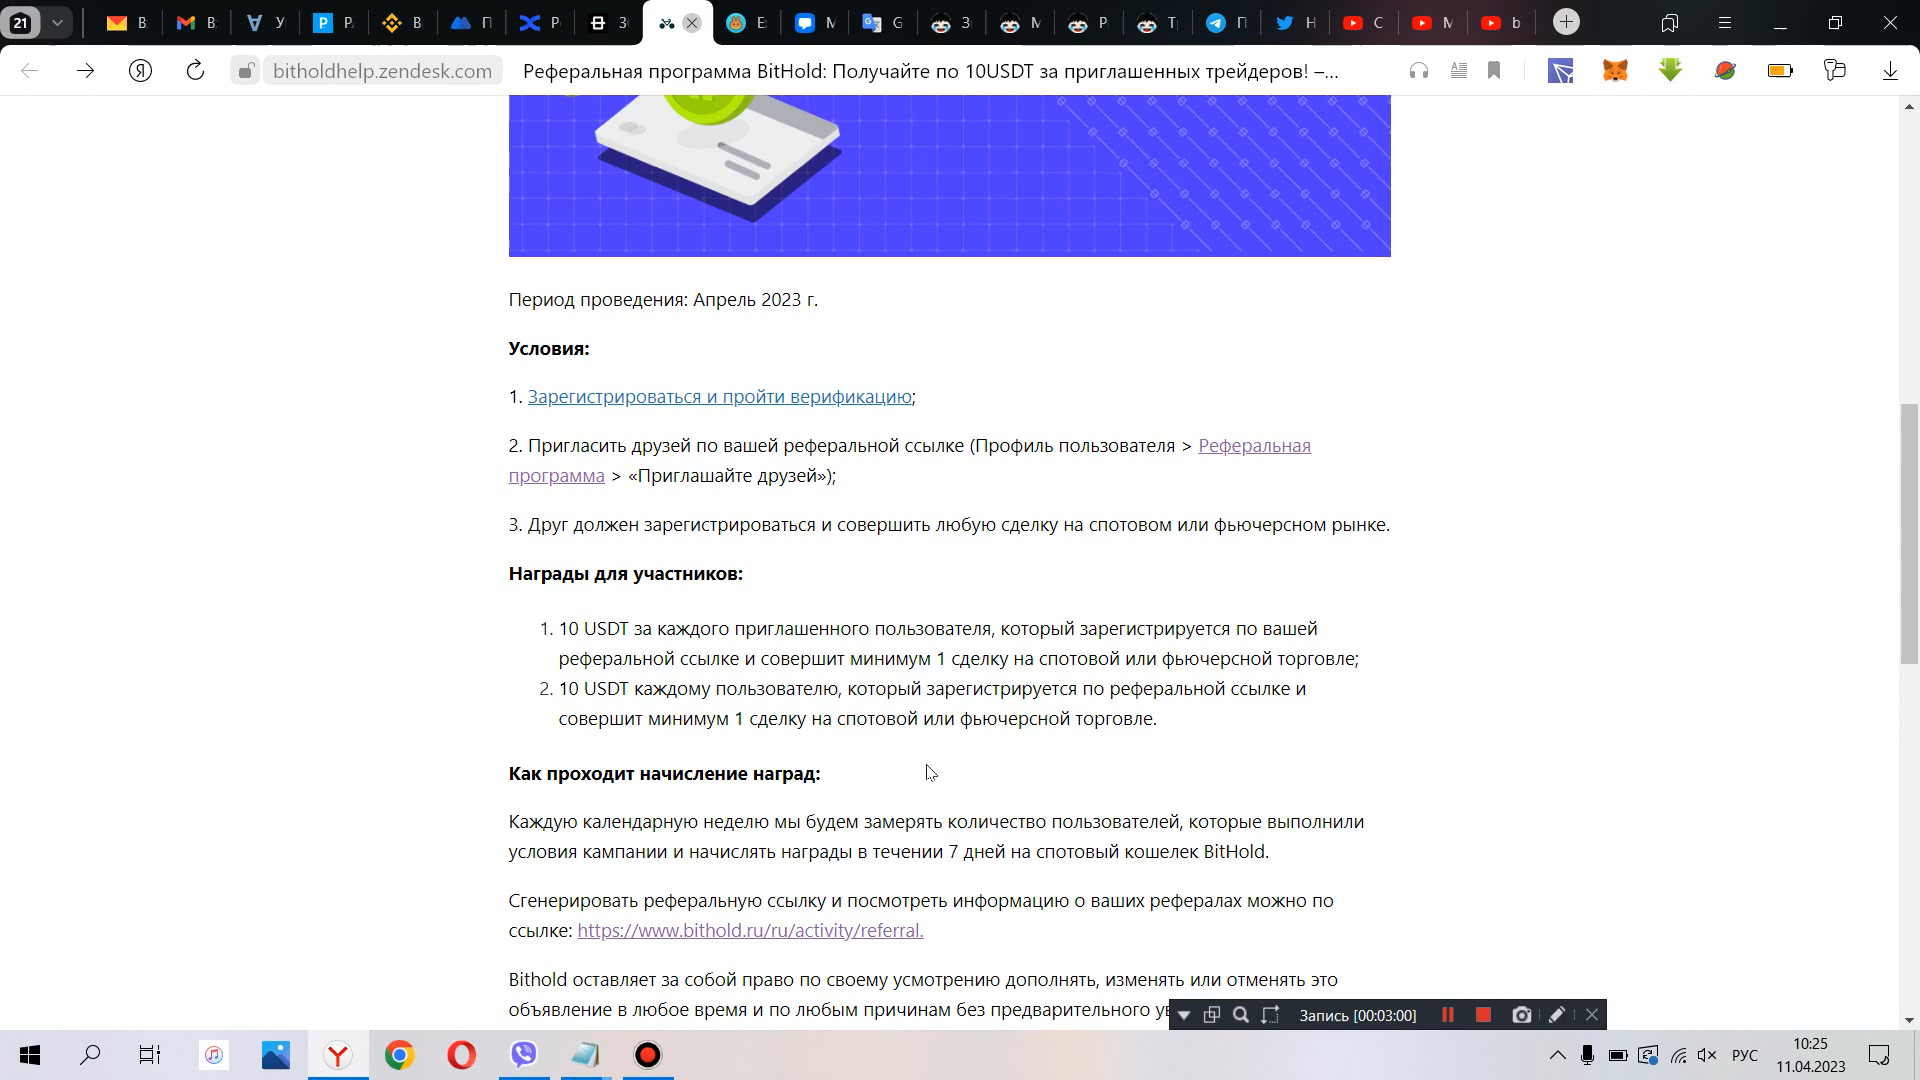 21 В В У Р В П Р З E М G З М Р Т П Н С М b
bitholdhelp.zendesk.com Реферальная программа BitHold: Получайте по 10USDT за приглашенных трейдеров! –...
Период проведения: Апрель 2023 г.
Условия:
1. Зарегистрироваться и пройти верификацию;
2. Пригласить друзей по вашей реферальной ссылке (Профиль пользователя > Реферальная
программа > «Приглашайте друзей»);
3. Друг должен зарегистрироваться и совершить любую сделку на спотовом или фьючерсном рынке.
Награды для участников:
1. 10 USDT за каждого приглашенного пользователя, который зарегистрируется по вашей
реферальной ссылке и совершит минимум 1 сделку на спотовой или фьючерсной торговле;
2. 10 USDT каждому пользователю, который зарегистрируется по реферальной ссылке и
совершит минимум 1 сделку на спотовой или фьючерсной торговле.
Как проходит начисление наград:
Каждую календарную неделю мы будем замерять количество пользователей, которые выполнили
условия кампании и начислять награды в течении 7 дней на спотовый кошелек BitHold.
Сгенерировать реферальную ссылку и посмотреть информацию о ваших рефералах можно по
ссылке: https://www.bithold.ru/ru/activity/referral.
Bithold оставляет за собой право по своему усмотрению дополнять, изменять или отменять это
объявление в любое время и по любым причинам без предварительного
Запись [00:03:00]
РУС
10:25
11.04.2023